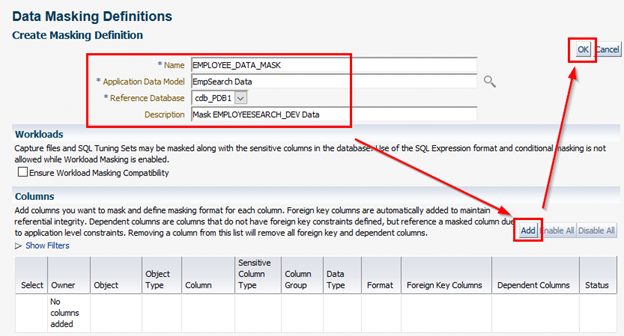 Data Masking Definitions
Create Masking Definition
OK Cancel
* Name EMPLOYEE_DATA_MASK
* Application Data Model EmpSearch Data
* Reference Database cdb_PDB1
Description Mask EMPLOYEESEARCH_DEV Data
Workloads
Capture files and SQL Tuning Sets may be masked along with the sensitive columns in the database. Use of the SQL Expression format and conditional masking is not
allowed while Workload Masking is enabled.
Ensure Workload Masking Compatibility
Columns
Add columns you want to mask and define masking format for each column. Foreign key columns are automatically added to maintain
referential integrity. Dependent columns are columns that do not have foreign key constraints defined, but reference a masked column due
to application level constraints. Removing a column from this list will remove all foreign key and dependent columns.
Add Enable All Disable All
Show Filters
Select Owner Object Object Type Column Sensitive Column Type Column Group Data Type Format Foreign Key Columns Dependent Columns Status
No columns added